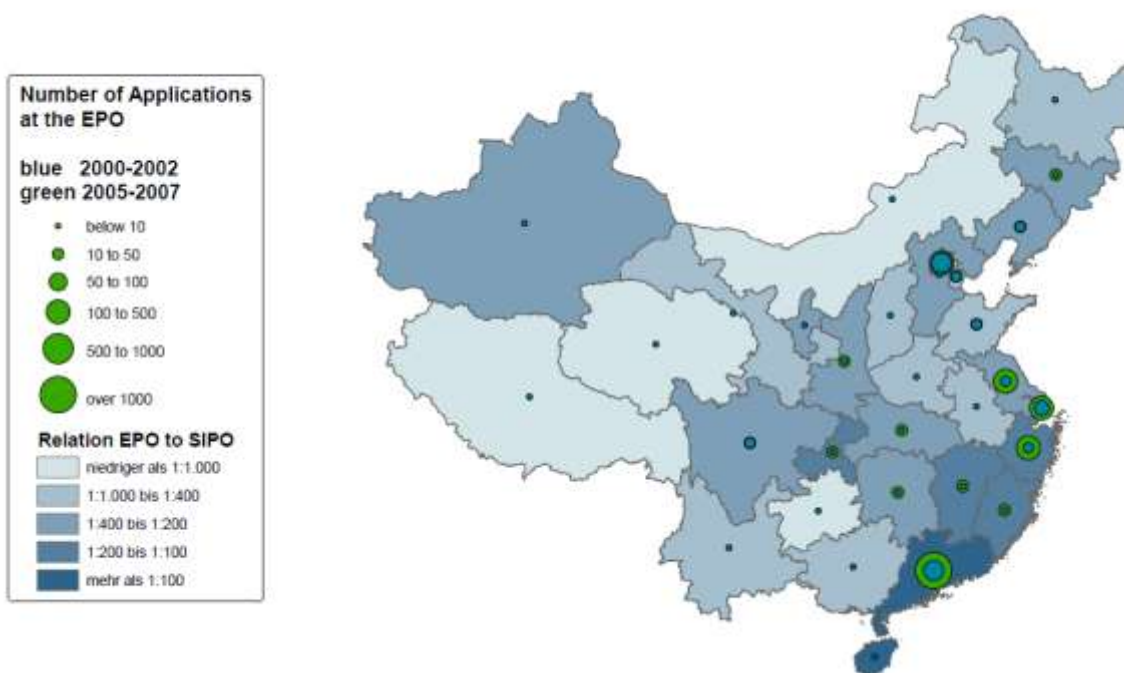 Number of Applications
at the EPO
blue 2000-2002
green 2005-2007
below 10
10 to 50
50 to 100
100 to 500
500 to 1000
over 1000
Relation EPO to SIPO
niedriger als 1:1.000
1:1.000 bis 1:400
1:400 bis 1:200
1:200 bis 1:100
mehr als 1:100